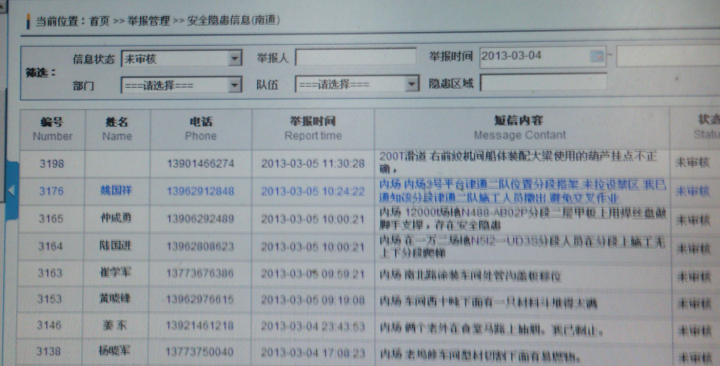 当前位置：首页 >> 举报管理 >> 安全隐患信息(南通)
筛选：
信息状态 未审核 举报人 举报时间 2013-03-04 ~
部门 ===请选择=== 队伍 ===请选择=== 隐患区域
编号 姓名 电话 举报时间 短信内容 状态
Number Name Phone Report time Message Contant Statu
3198 13901466274 2013-03-05 11:30:28 200T滑道 右前绞机间船体装配大梁使用的葫芦挂点不正确， 未审核
3176 姚国祥 13962912848 2013-03-05 10:24:22 内场 内场3号平台津通二队位置分段搭架 未拉设禁区 我已
通知设分段津通二队施工人员撤出 避免交叉作业 未审核
3165 仲成勇 13906292489 2013-03-05 10:00:21 内场 12000t场地N488-AB02P分段二层甲板上用焊丝盘做
脚手支撑，存在安全隐患 未审核
3164 陆国进 13962808623 2013-03-05 10:00:21 内场 在一万二场地N512--UD3S分段人员在分段上施工无
上下分段爬梯 未审核
3163 崔学军 13773676386 2013-03-05 09:59:21 内场 南北路涂装车间外管沟盖板移位 未审核
3153 黄晓锋 13962976615 2013-03-05 09:19:08 内场 车间西十吨下面有一只材料斗堆得太满 未审核
3146 姜东 13921461218 2013-03-04 23:43:53 内场 俩个老外在食堂马路上抽烟。我已制止。 未审核
3138 杨晓军 13773750040 2013-03-04 17:08:23 内场 老坞修车间型材切割下面有易燃物。 未审核